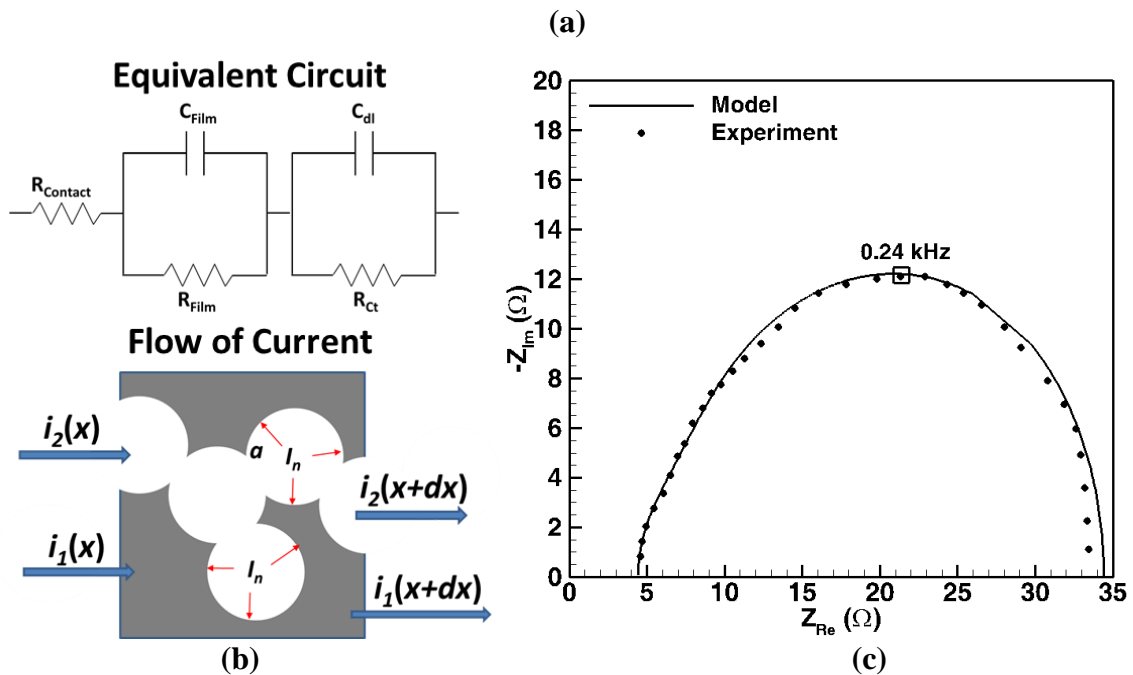 (a)
Equivalent Circuit
C_Film
C_dl
R_Contact
R_Film
R_Ct
Flow of Current
i_2(x)
a
I_n
i_2(x+dx)
i_1(x)
I_n
i_1(x+dx)
(b)
20
18
16
14
12
10
8
6
4
2
0
-Z_Im (Ω)
Model
Experiment
0.24 kHz
0 5 10 15 20 25 30 35
Z_Re (Ω)
(c)